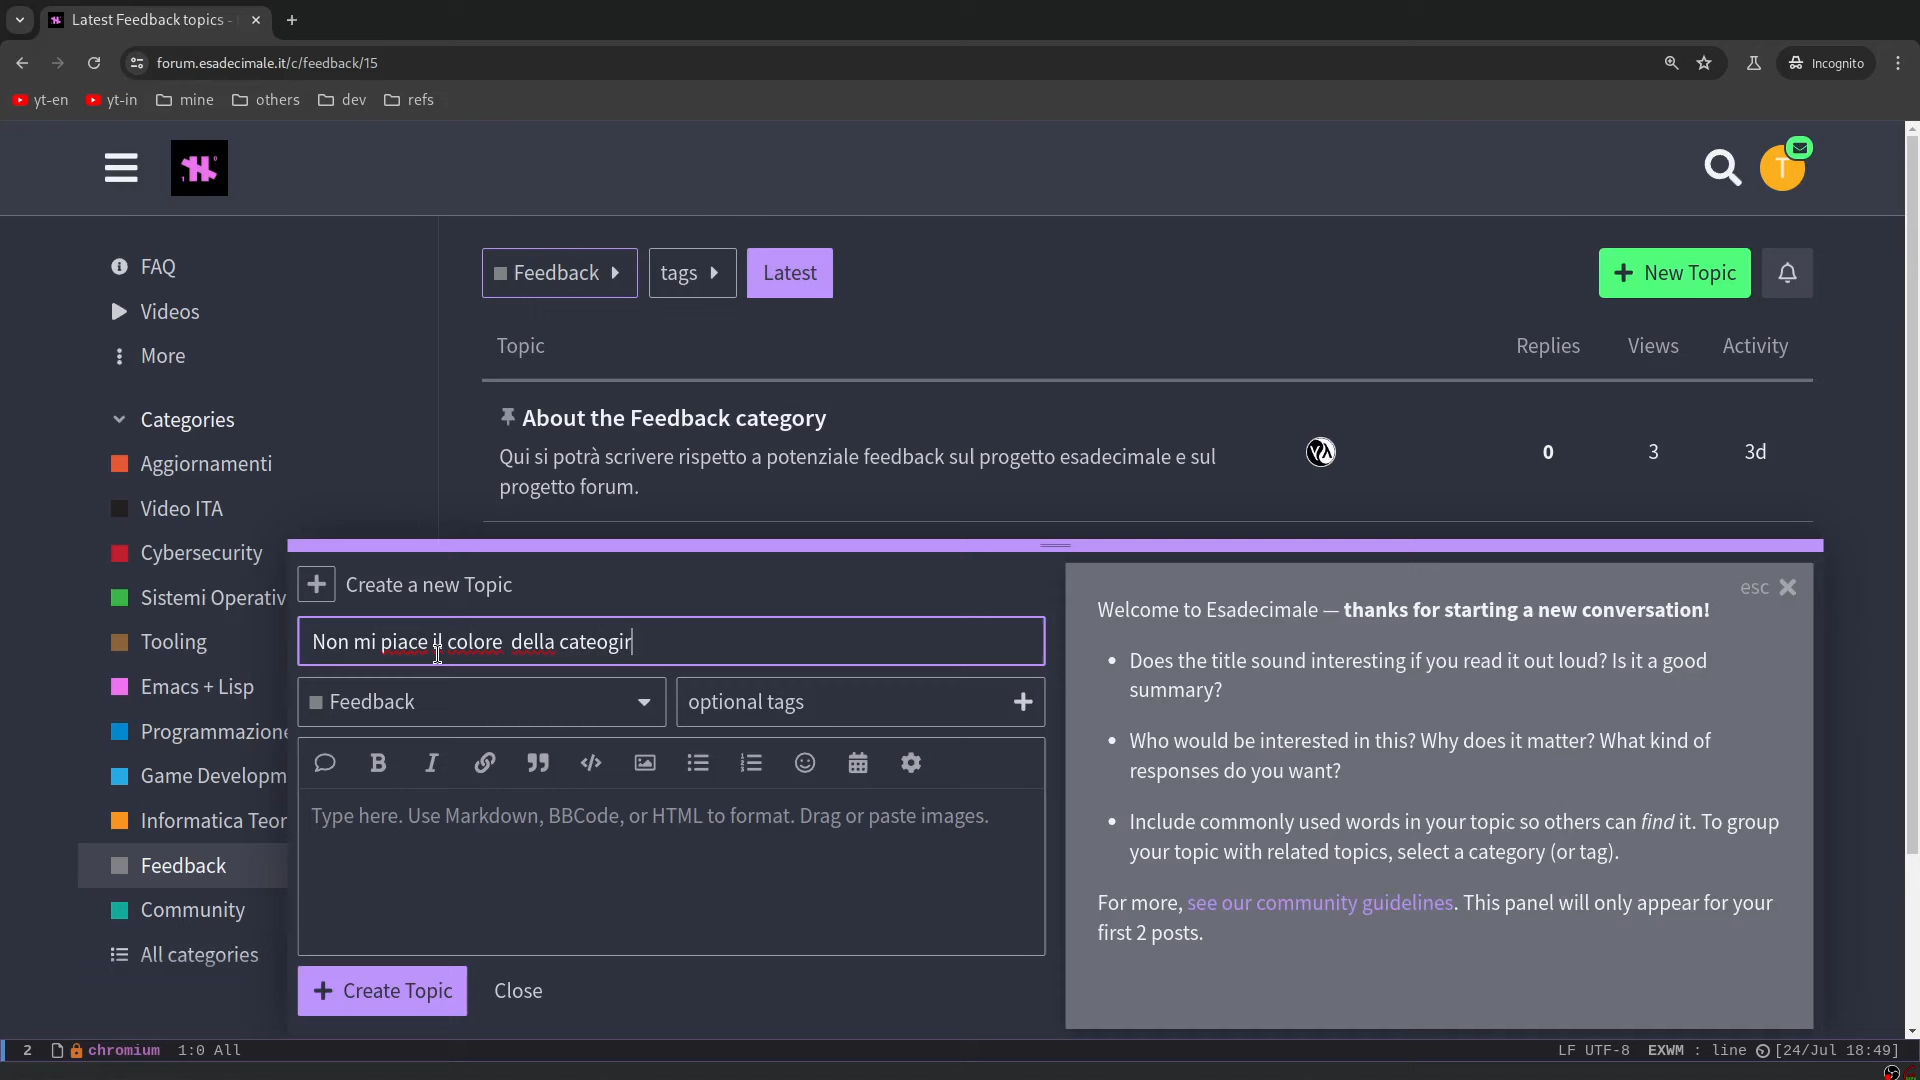 Latest Feedback topics -
forum.esadecimale.it/c/feedback/15
Incognito
yt-en
yt-in
mine
others
dev
refs
T
FAQ
Videos
More
Categories
Aggiornamenti
Video ITA
Cybersecurity
Sistemi Operativ
Tooling
Emacs + Lisp
Programmazione
Game Developm
Informatica Teor
Feedback
Community
All categories
Feedback
tags
Latest
New Topic
Topic
Replies
Views
Activity
About the Feedback category
Qui si potrà scrivere rispetto a potenziale feedback sul progetto esadecimale e sul
progetto forum.
0
3
3d
Create a new Topic
Non mi piace il colore  della cateogir
Feedback
optional tags
Type here. Use Markdown, BBCode, or HTML to format. Drag or paste images.
Create Topic
Close
esc
Welcome to Esadecimale — thanks for starting a new conversation!
• Does the title sound interesting if you read it out loud? Is it a good
summary?
• Who would be interested in this? Why does it matter? What kind of
responses do you want?
• Include commonly used words in your topic so others can find it. To group
your topic with related topics, select a category (or tag).
For more, see our community guidelines. This panel will only appear for your
first 2 posts.
2 chromium 1:0 All
LF UTF-8 EXWM : line [24/Jul 18:49]